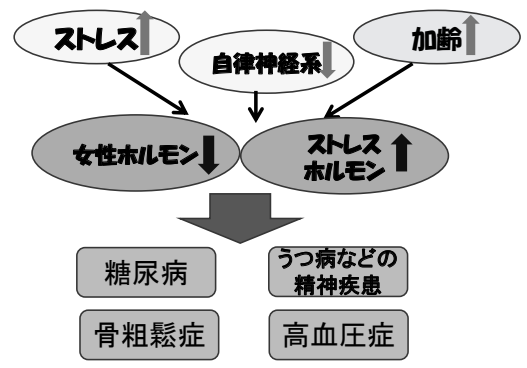 ストレス
自律神経系
加齢
女性ホルモン
ストレス
ホルモン
糖尿病
うつ病などの
精神疾患
骨粗鬆症
高血圧症